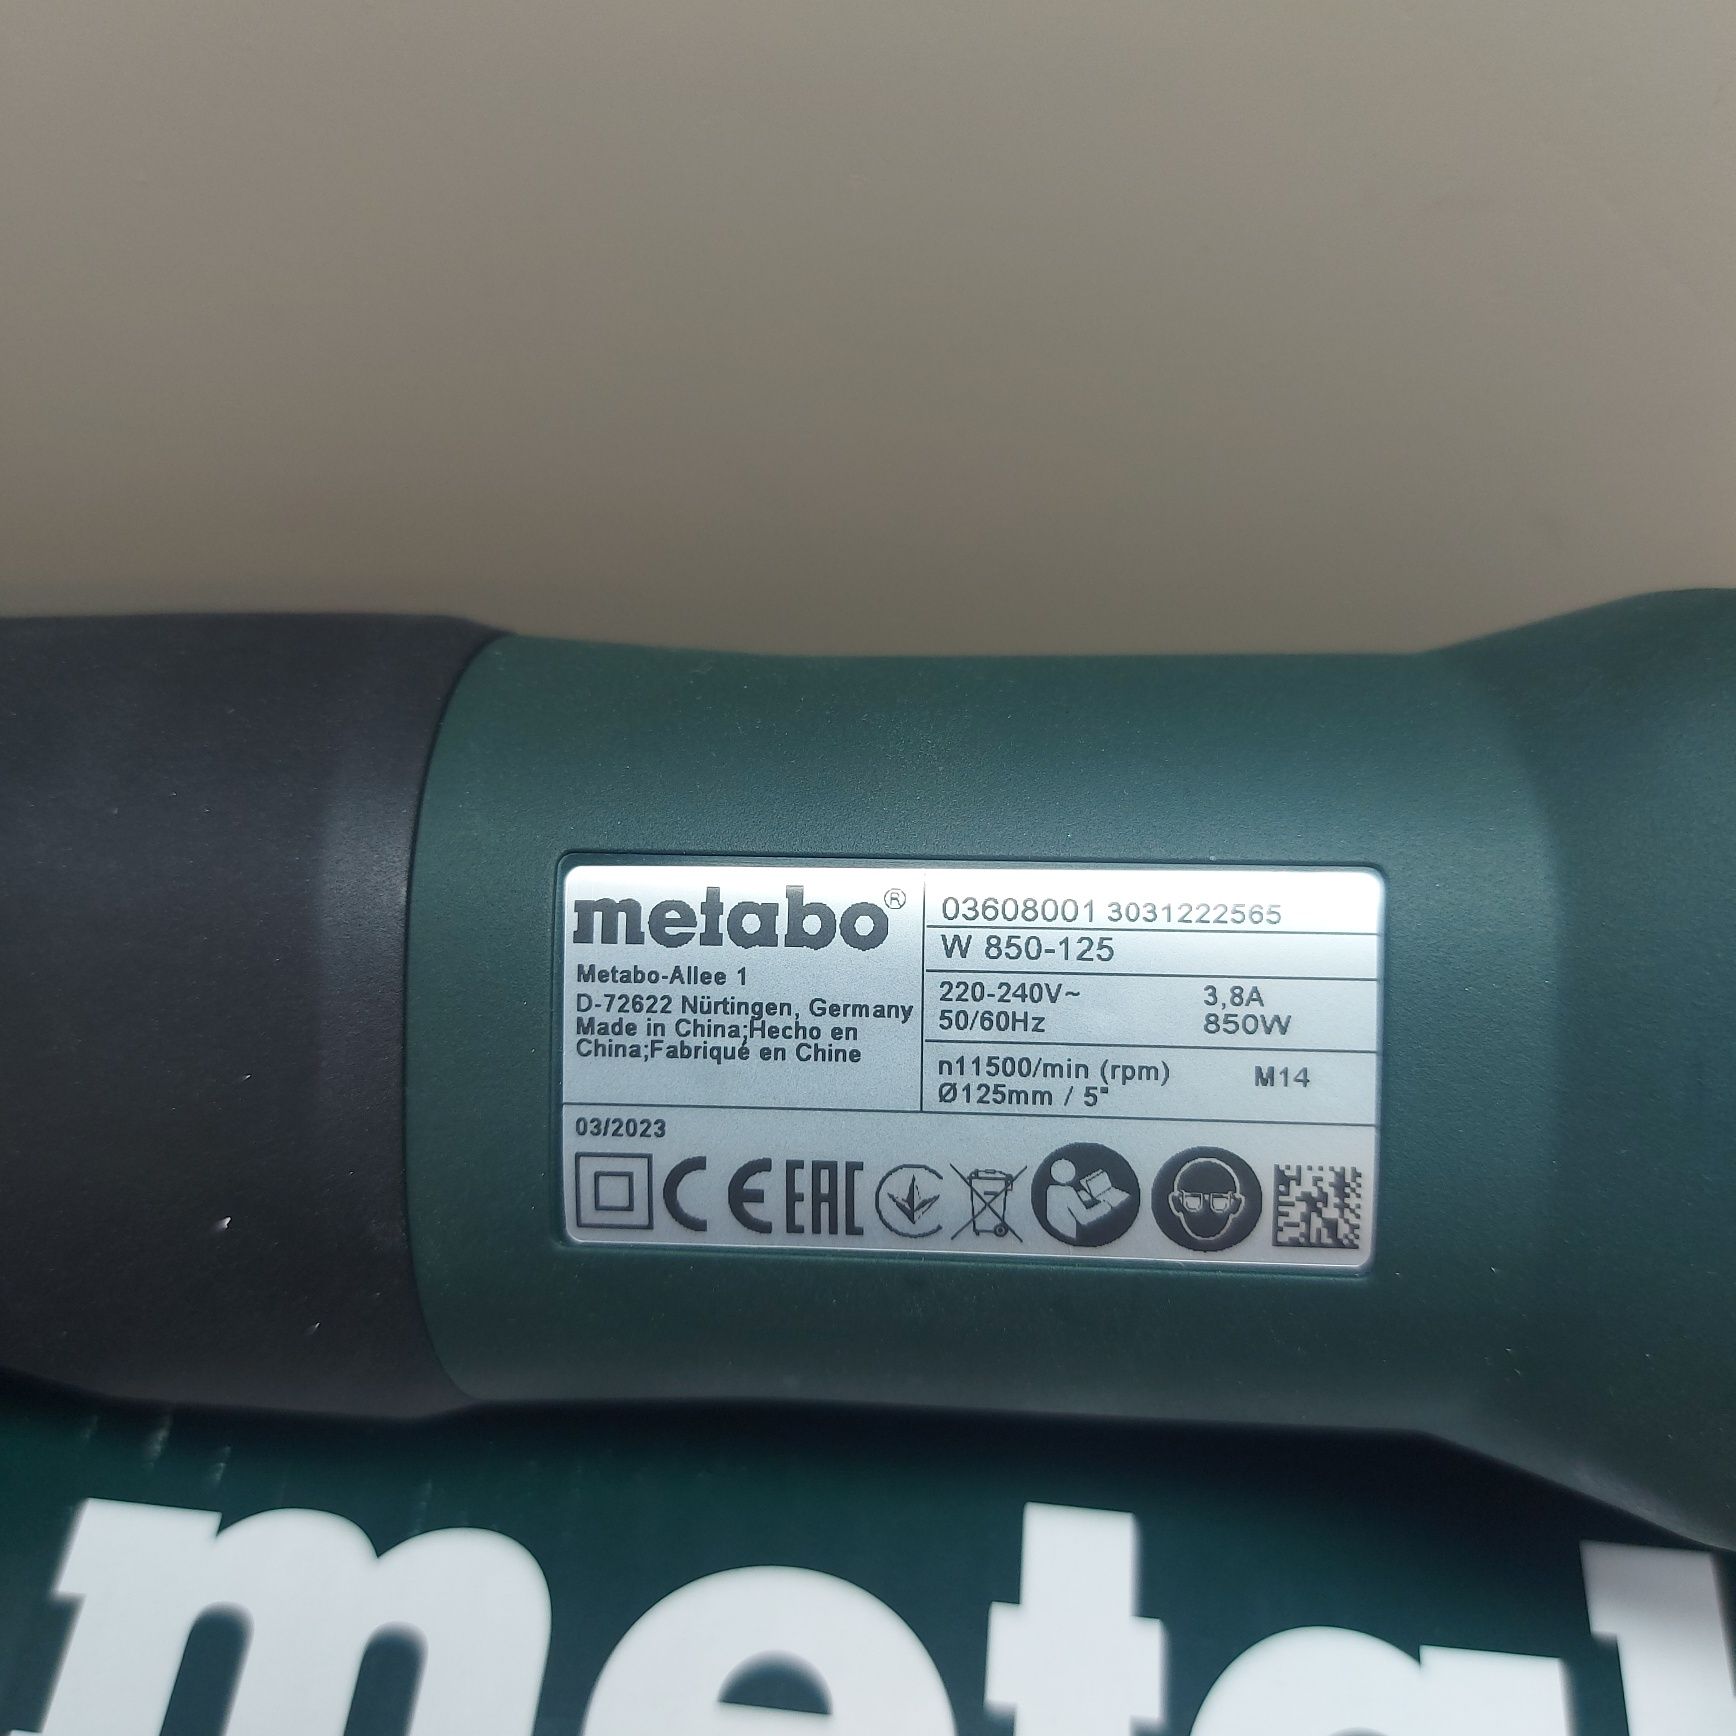 metabo®
Metabo-Allee 1
D-72622 Nürtingen, Germany
Made in China;Hecho en
China;Fabriqué en Chine
03608001 3031222565
W 850-125
220-240V~ 3,8A
50/60Hz 850W
n11500/min (rpm) M14
Ø125mm / 5"
03/2023
CE EAC
metab